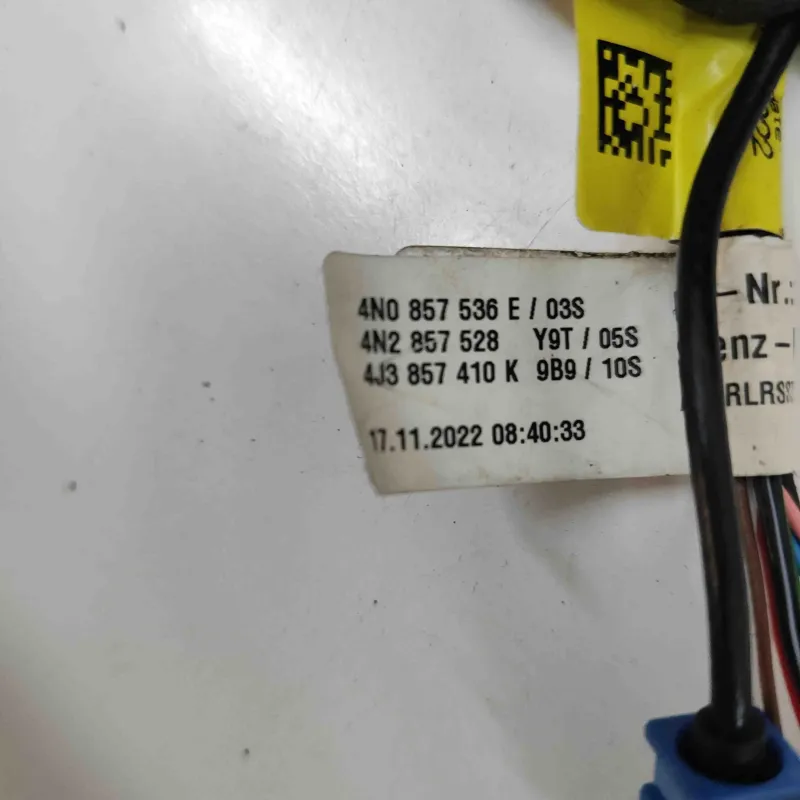 4N0 857 536 E / 03S
4N2 857 528 Y9T / 05S
4J3 857 410 K 9B9 / 10S
17.11.2022 08:40:33
– Nr.:
enz –
RLRSS